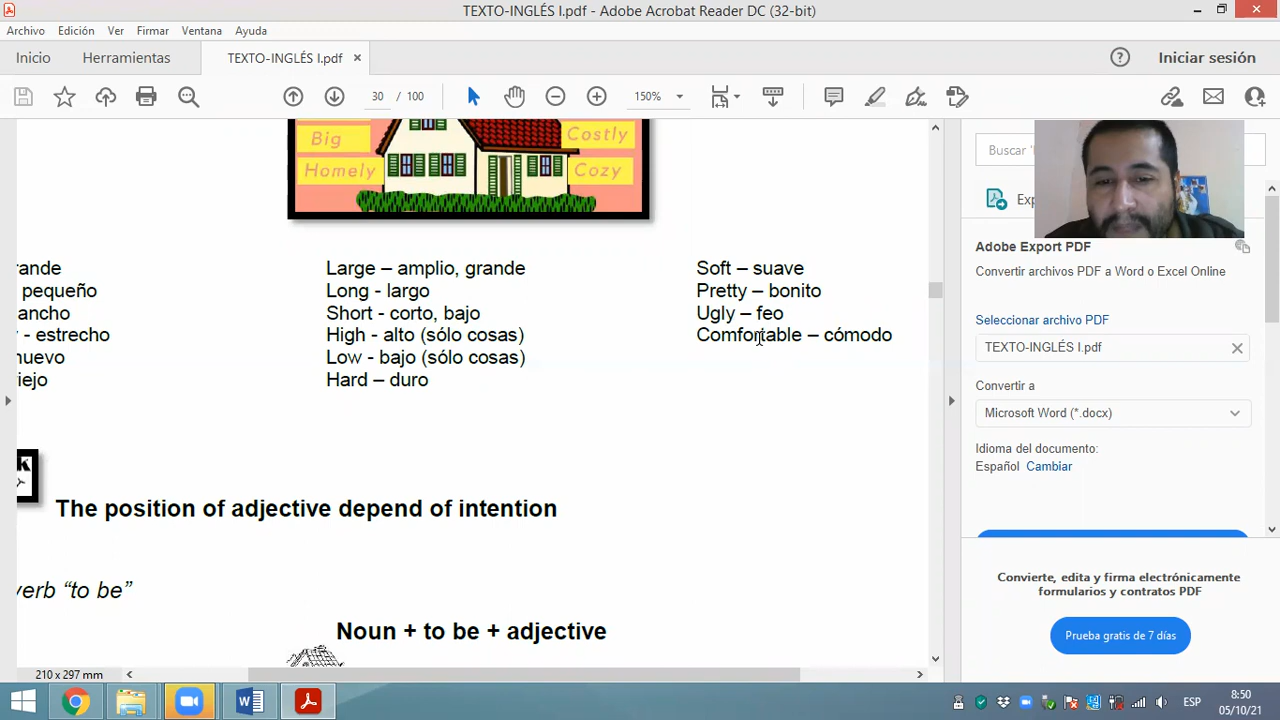 TEXTO-INGLÉS I.pdf - Adobe Acrobat Reader DC (32-bit)
Archivo Edición Ver Firmar Ventana Ayuda
Inicio Herramientas TEXTO-INGLÉS I.pdf × Iniciar sesión
30 / 100 150%
Big Costly
Homely Cozy
Large – amplio, grande
Long - largo
Short - corto, bajo
High - alto (sólo cosas)
Low - bajo (sólo cosas)
Hard – duro
pequeño
- estrecho
Soft – suave
Pretty – bonito
Ugly – feo
Comfortable – cómodo
The position of adjective depend of intention
verb “to be”
Noun + to be + adjective
210 x 297 mm
Buscar
Adobe Export PDF
Convertir archivos PDF a Word o Excel Online
Seleccionar archivo PDF
TEXTO-INGLÉS I.pdf
Convertir a
Microsoft Word (*.docx)
Idioma del documento:
Español Cambiar
Convierte, edita y firma electrónicamente
formularios y contratos PDF
Prueba gratis de 7 días
ESP
8:50
05/10/21